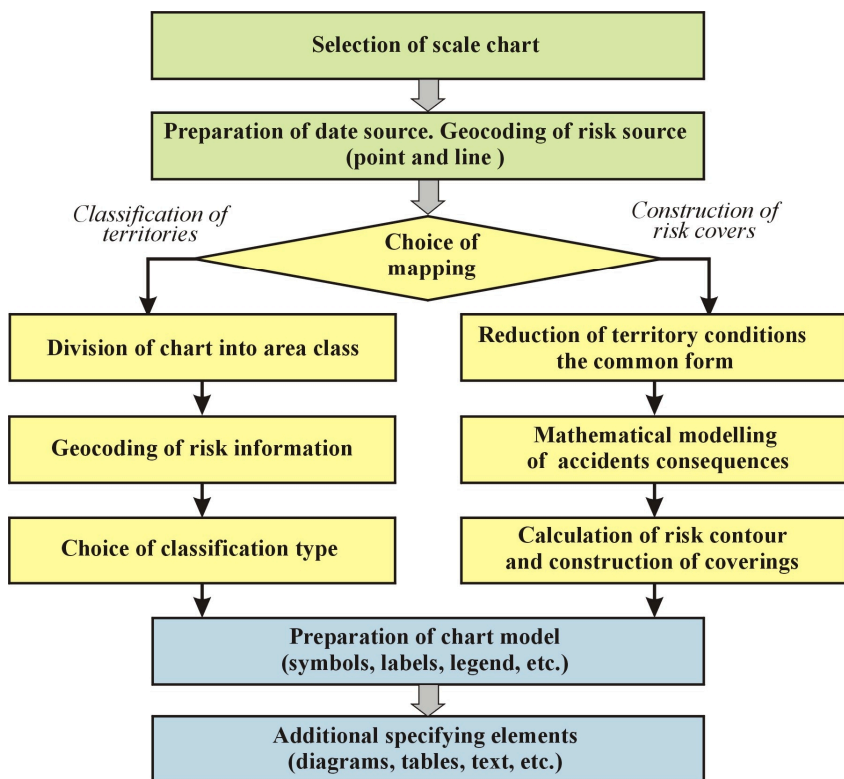 Selection of scale chart
Preparation of date source. Geocoding of risk source
(point and line )
Classification of
territories
Construction of
risk covers
Choice of
mapping
Division of chart into area class
Reduction of territory conditions
the common form
Geocoding of risk information
Mathematical modelling
of accidents consequences
Choice of classification type
Calculation of risk contour
and construction of coverings
Preparation of chart model
(symbols, labels, legend, etc.)
Additional specifying elements
(diagrams, tables, text, etc.)